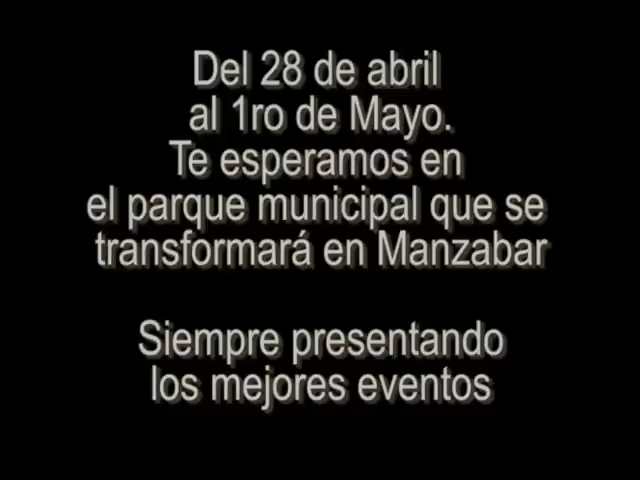 Del 28 de abril
al 1ro de Mayo.
Te esperamos en
el parque municipal que se
transformará en Manzabar
Siempre presentando
los mejores eventos